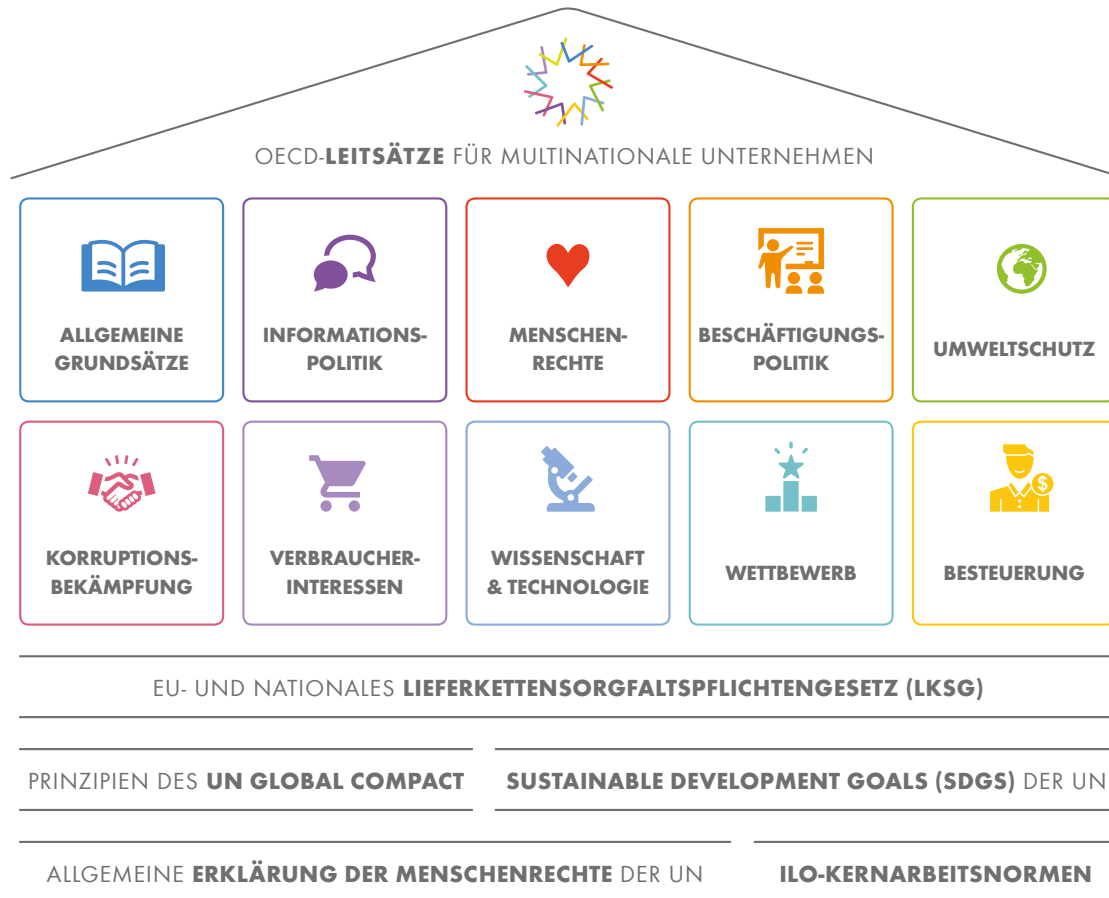 OECD-LEITSÄTZE FÜR MULTINATIONALE UNTERNEHMEN
ALLGEMEINE
GRUNDSÄTZE
INFORMATIONS-
POLITIK
MENSCHEN-
RECHTE
BESCHÄFTIGUNGS-
POLITIK
UMWELTSCHUTZ
KORRUPTIONS-
BEKÄMPFUNG
VERBRAUCHER-
INTERESSEN
WISSENSCHAFT
& TECHNOLOGIE
WETTBEWERB
$
BESTEUERUNG
EU- UND NATIONALES LIEFERKETTENSORGFALTSPFLICHTENGESETZ (LKSG)
PRINZIPIEN DES UN GLOBAL COMPACT
SUSTAINABLE DEVELOPMENT GOALS (SDGS) DER UN
ALLGEMEINE ERKLÄRUNG DER MENSCHENRECHTE DER UN
ILO-KERNARBEITSNORMEN